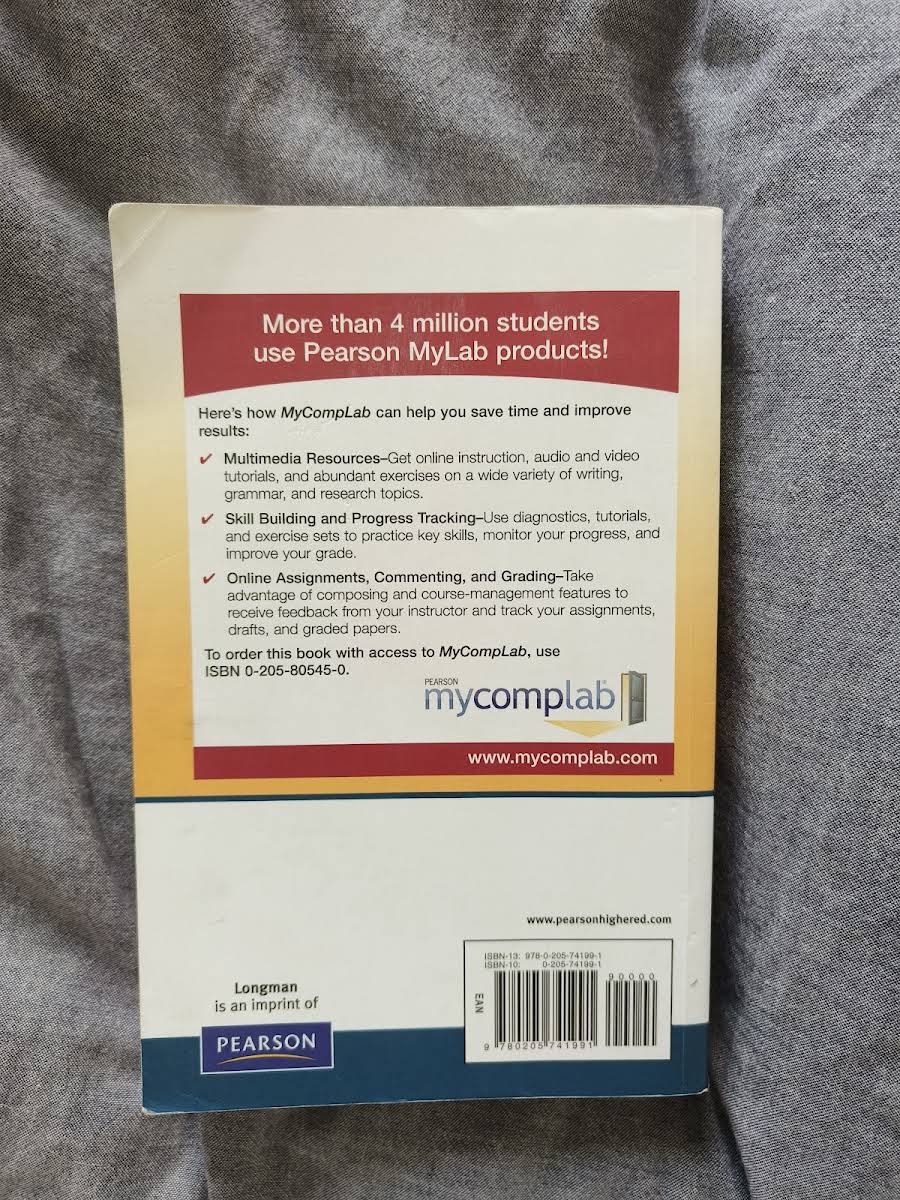 More than 4 million students
use Pearson MyLab products!
Here's how MyCompLab can help you save time and improve
results:
✔ Multimedia Resources–Get online instruction, audio and video
tutorials, and abundant exercises on a wide variety of writing,
grammar, and research topics.
✔ Skill Building and Progress Tracking–Use diagnostics, tutorials,
and exercise sets to practice key skills, monitor your progress, and
improve your grade.
✔ Online Assignments, Commenting, and Grading–Take
advantage of composing and course-management features to
receive feedback from your instructor and track your assignments,
drafts, and graded papers.
To order this book with access to MyCompLab, use
ISBN 0-205-80545-0.
PEARSON
mycomplab®
www.mycomplab.com
www.pearsonhighered.com
ISBN-13: 978-0-205-74199-1
ISBN-10: 0-205-74199-1
90000
EAN
9 780205 741991
Longman
is an imprint of
PEARSON